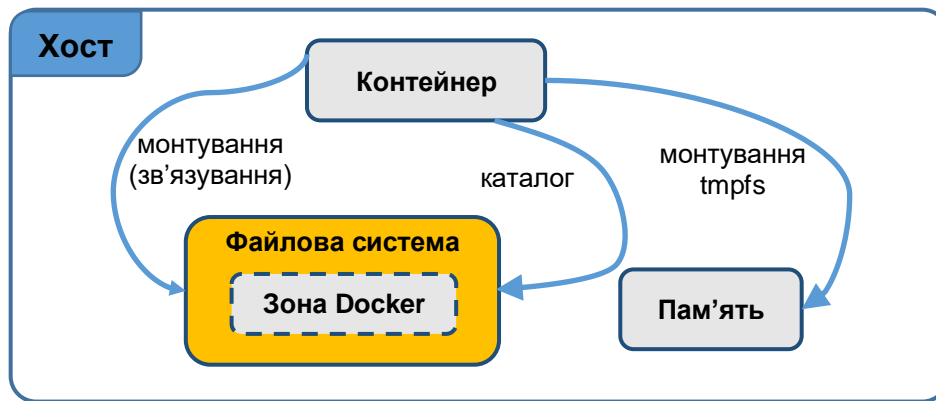 Хост
Контейнер
монтування
(зв’язування)
каталог
монтування
tmpfs
Файлова система
Зона Docker
Пам’ять